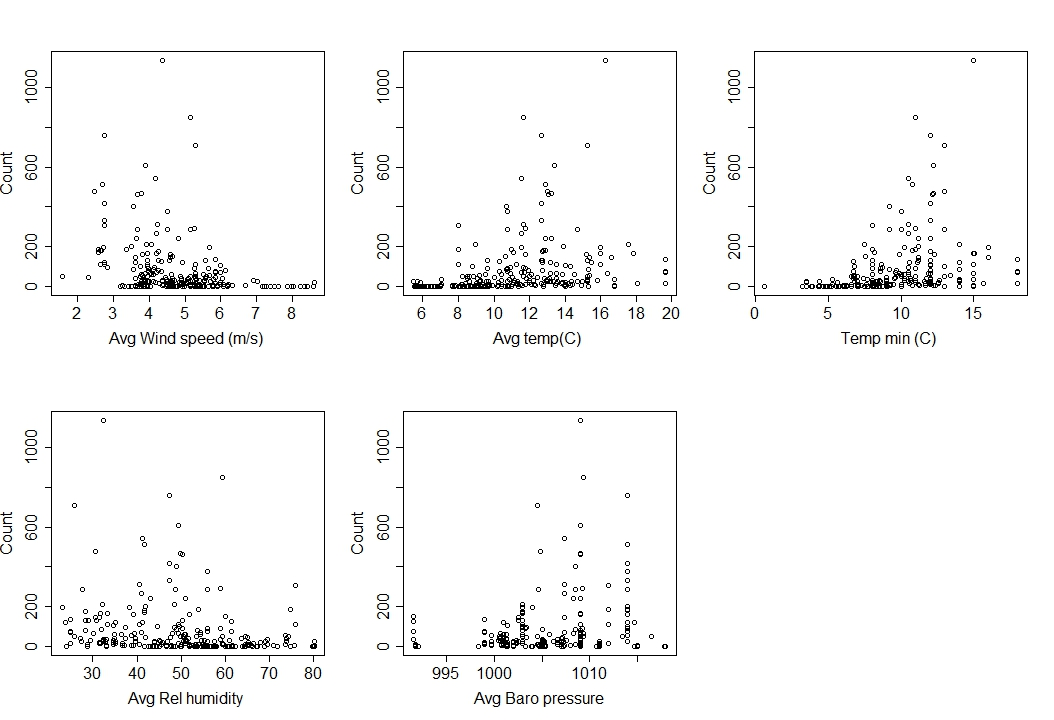 Count
0
200
600
1000
2 3 4 5 6 7 8
Avg Wind speed (m/s)
Count
0
200
600
1000
6 8 10 12 14 16 18 20
Avg temp(C)
Count
0
200
600
1000
0 5 10 15
Temp min (C)
Count
0
200
600
1000
30 40 50 60 70 80
Avg Rel humidity
Count
0
200
600
1000
995 1000 1010
Avg Baro pressure